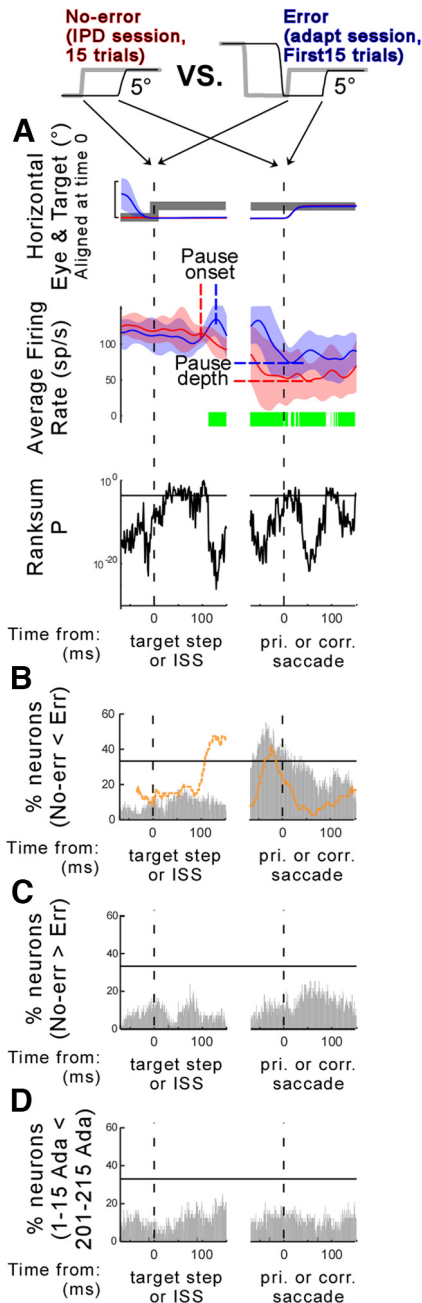 No-error
(IPD session,
15 trials)
VS.
Error
(adapt session,
First15 trials)
5°
5°
A
Horizontal
Eye & Target (°)
Aligned at time 0
Pause
onset
Average Firing
Rate (sp/s)
100
50
0
Pause
depth
Ranksum
P
10^0
10^-20
0 100 0 100
Time from:
(ms)
target step
or ISS
pri. or corr.
saccade
B
% neurons
(No-err < Err)
60
40
20
0
0 100 0 100
Time from:
(ms)
target step
or ISS
pri. or corr.
saccade
C
% neurons
(No-err > Err)
60
40
20
0
0 100 0 100
Time from:
(ms)
target step
or ISS
pri. or corr.
saccade
D
% neurons
(1-15 Ada <
201-215 Ada)
60
40
20
0
0 100 0 100
Time from:
(ms)
target step
or ISS
pri. or corr.
saccade